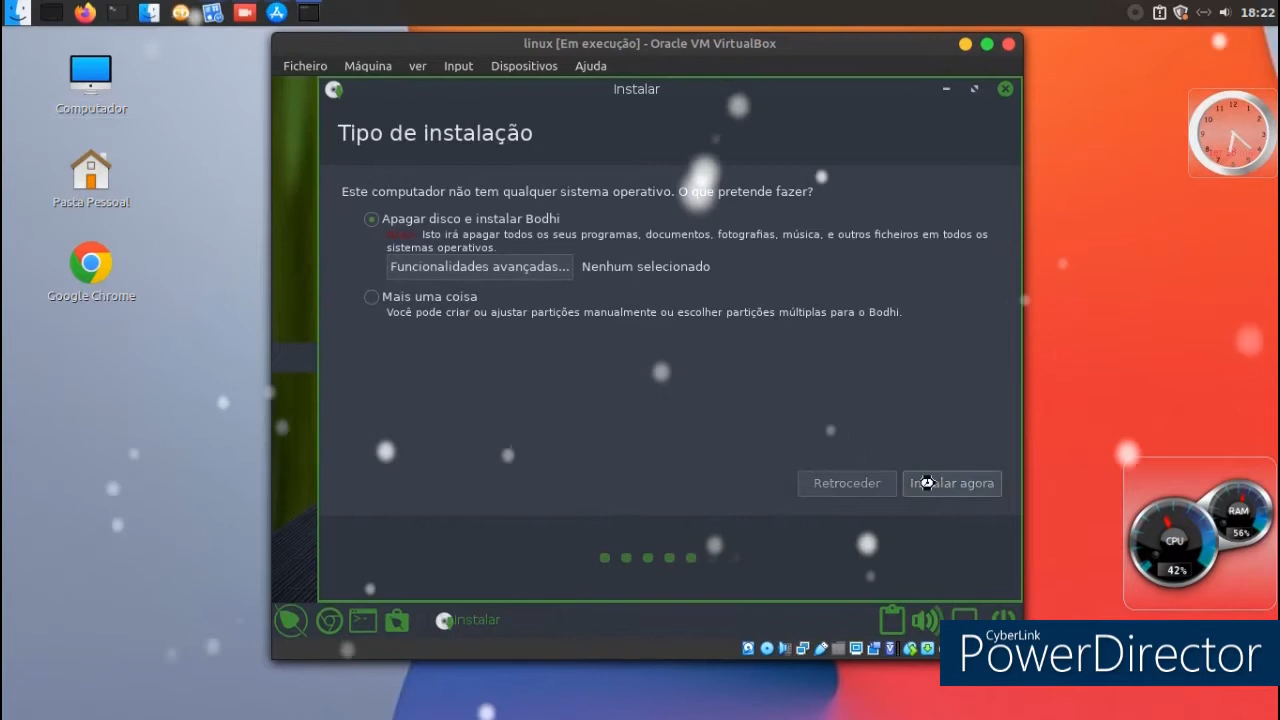 18:22
linux [Em execução] - Oracle VM VirtualBox
Ficheiro Máquina ver Input Dispositivos Ajuda
Instalar
Tipo de instalação
Este computador não tem qualquer sistema operativo. O que pretende fazer?
Apagar disco e instalar Bodhi
Isto irá apagar todos os seus programas, documentos, fotografias, música, e outros ficheiros em todos os
sistemas operativos.
Funcionalidades avançadas... Nenhum selecionado
Mais uma coisa
Você pode criar ou ajustar partições manualmente ou escolher partições múltiplas para o Bodhi.
Retroceder Instalar agora
Instalar
Computador
Pasta Pessoal
Google Chrome
RAM
56%
CPU
42%
CyberLink
PowerDirector